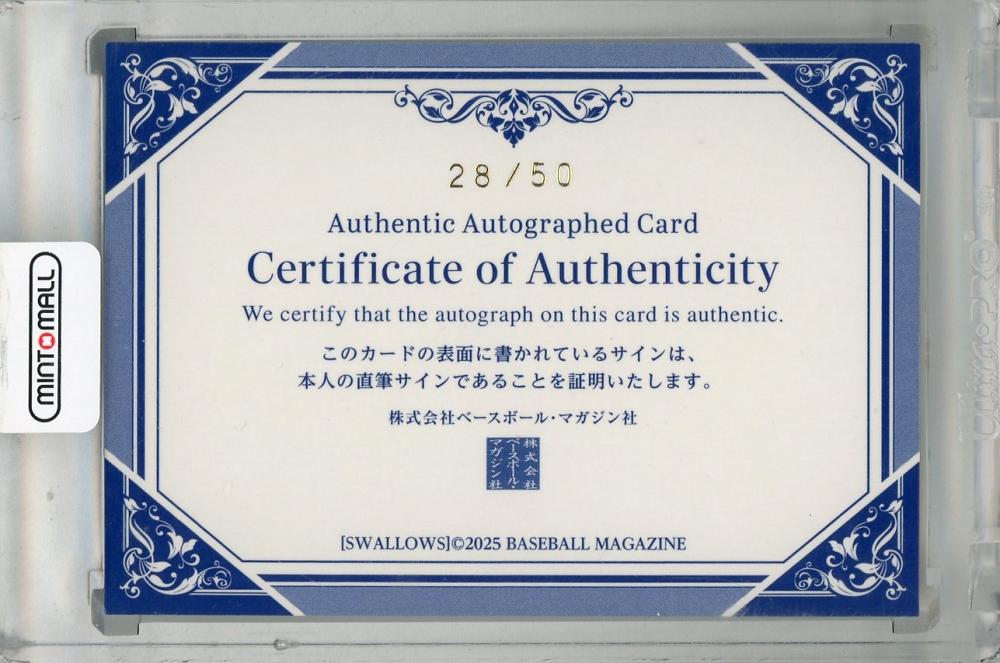 28/50
Authentic Autographed Card
Certificate of Authenticity
We certify that the autograph on this card is authentic.
このカードの表面に書かれているサインは、
本人の直筆サインであることを証明いたします。
株式会社ベースボール・マガジン社
株式会社
ベースボール・
マガジン社
[SWALLOWS]©2025 BASEBALL MAGAZINE
MINTOMALL